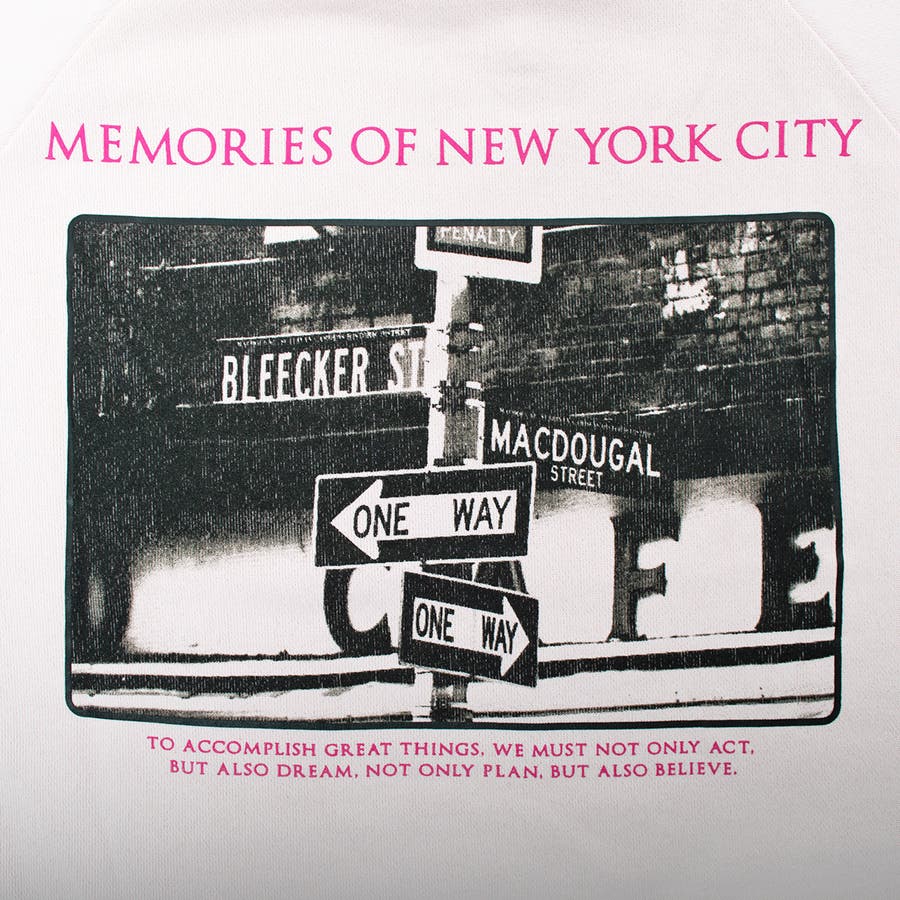 MEMORIES OF NEW YORK CITY
PENALTY
BLEECKER ST
MACDOUGAL
STREET
ONE WAY
CAFE
ONE WAY
TO ACCOMPLISH GREAT THINGS, WE MUST NOT ONLY ACT,
BUT ALSO DREAM, NOT ONLY PLAN, BUT ALSO BELIEVE.